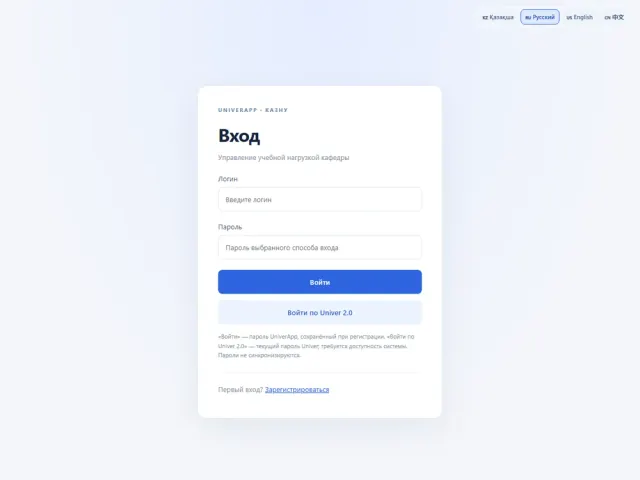 KZ Қазақша
RU Русский
US English
CN 中文
UNIVERAPP · КАЗНУ
Вход
Управление учебной нагрузкой кафедры
Логин
Введите логин
Пароль
Пароль выбранного способа входа
Войти
Войти по Univer 2.0
«Войти» — пароль UniverApp, сохранённый при регистрации. «Войти по
Univer 2.0» — текущий пароль Univer; требуется доступность системы.
Пароли не синхронизируются.
Первый вход? Зарегистрироваться